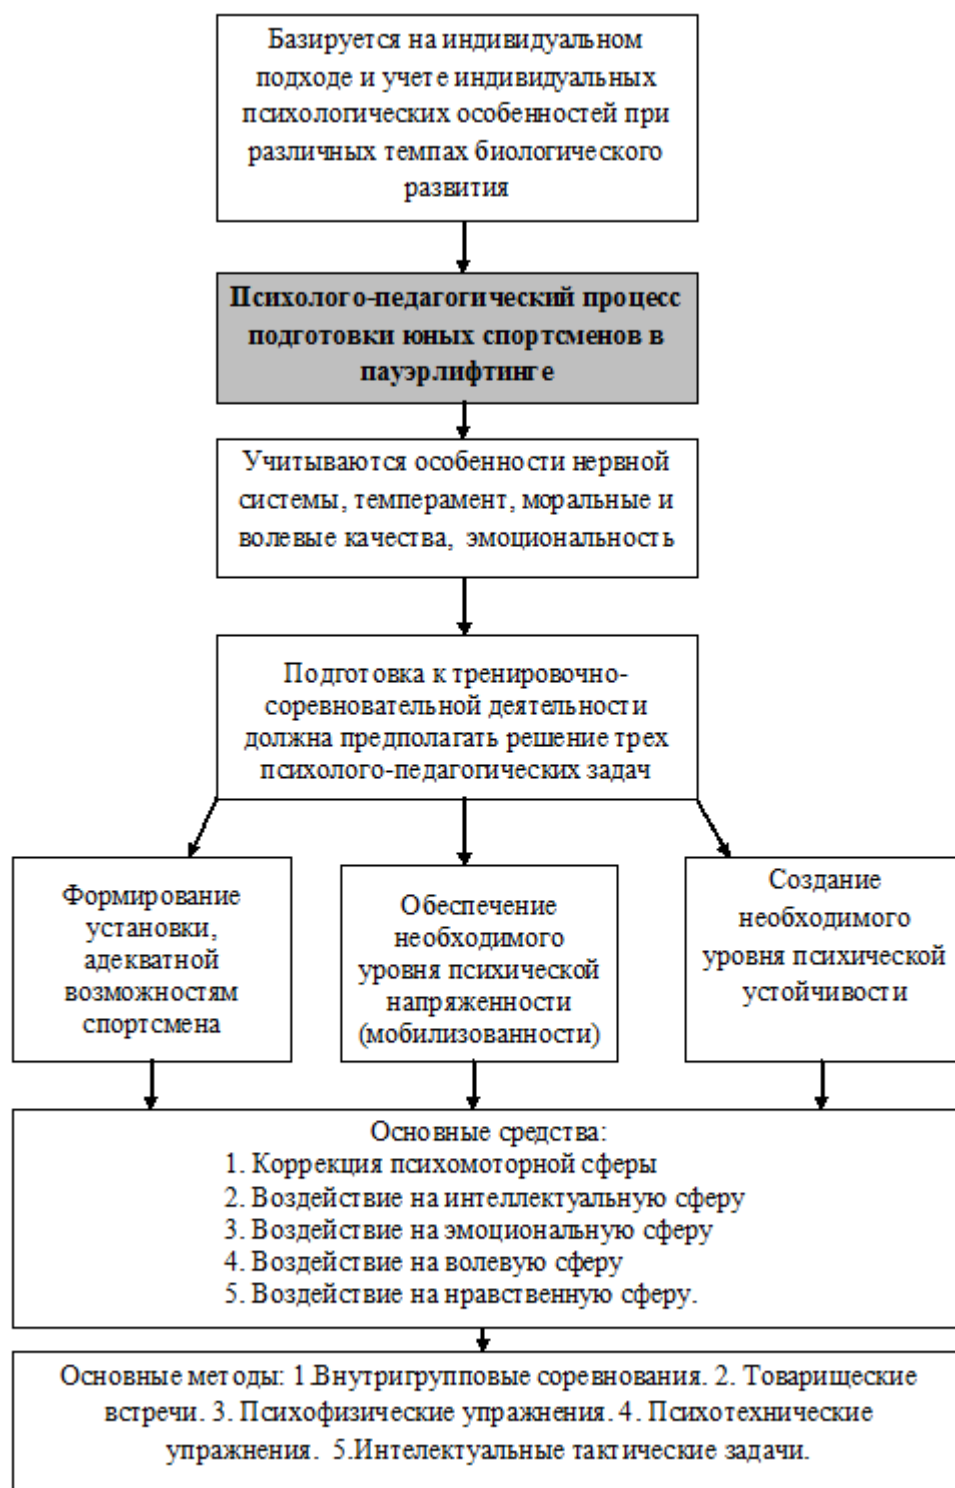 Базируется на индивидуальном
подходе и учете индивидуальных
психологических особенностей при
различных темпах биологического
развития
Психолого-педагогический процесс
подготовки юных спортсменов в
пауэрлифтинге
Учитываются особенности нервной
системы, темперамент, моральные и
волевые качества, эмоциональность
Подготовка к тренировочно-
соревновательной деятельности
должна предполагать решение трех
психолого-педагогических задач
Формирование
установки,
адекватной
возможностям
спортсмена
Обеспечение
необходимого
уровня психической
напряженности
(мобилизованности)
Создание
необходимого
уровня психической
устойчивости
Основные средства:
1. Коррекция психомоторной сферы
2. Воздействие на интеллектуальную сферу
3. Воздействие на эмоциональную сферу
4. Воздействие на волевую сферу
5. Воздействие на нравственную сферу.
Основные методы: 1.Внутригрупповые соревнования. 2. Товарищеские
встречи. 3. Психофизические упражнения. 4. Психотехнические
упражнения. 5.Интелектуальные тактические задачи.